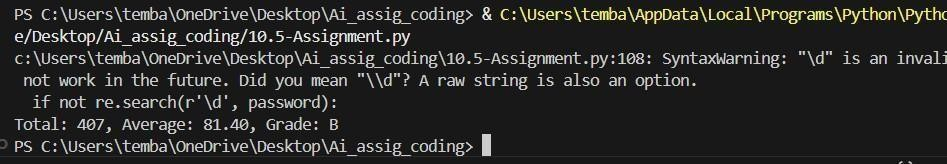 PS C:\Users\temba\OneDrive\Desktop\Ai_assig_coding> & C:\Users\temba\AppData\Local\Programs\Python\Pytho
e/Desktop/Ai_assig_coding/10.5-Assignment.py
c:\Users\temba\OneDrive\Desktop\Ai_assig_coding\10.5-Assignment.py:108: SyntaxWarning: "\d" is an invali
not work in the future. Did you mean "\\d"? A raw string is also an option.
if not re.search(r'\d', password):
Total: 407, Average: 81.40, Grade: B
PS C:\Users\temba\OneDrive\Desktop\Ai_assig_coding>